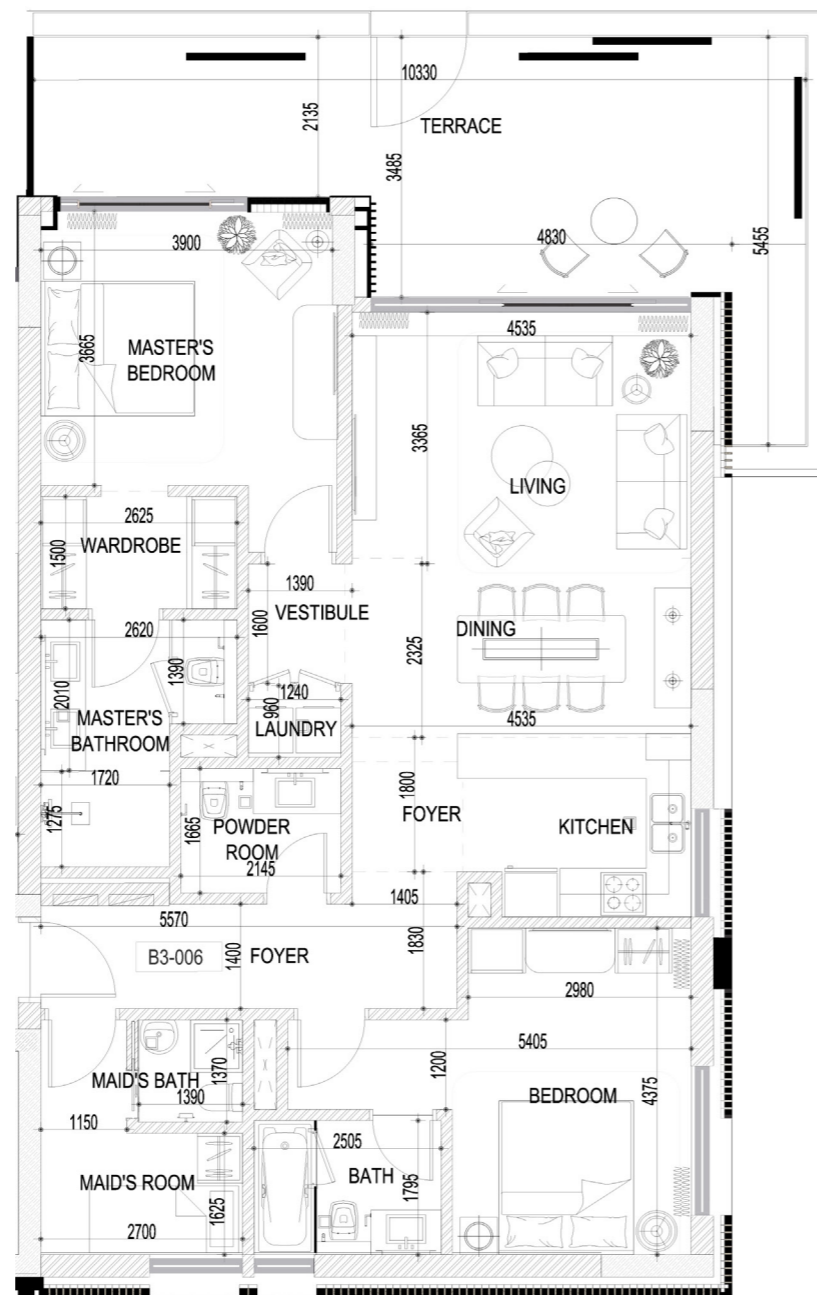 10330
2135
TERRACE
3485
4830
5455
3900
4535
MASTER'S
BEDROOM
3665
3365
LIVING
2625
WARDROBE
1500
1390
VESTIBULE
1600
2325
DINING
2620
1390
2010
1240
960
LAUNDRY
4535
MASTER'S
BATHROOM
1720
1275
1800
FOYER
KITCHEN
POWDER
ROOM
1665
2145
1405
5570
1830
B3-006
FOYER
1400
2980
5405
1370
MAID'S BATH
1390
1200
4375
BEDROOM
1150
2505
BATH
1795
MAID'S ROOM
1625
2700